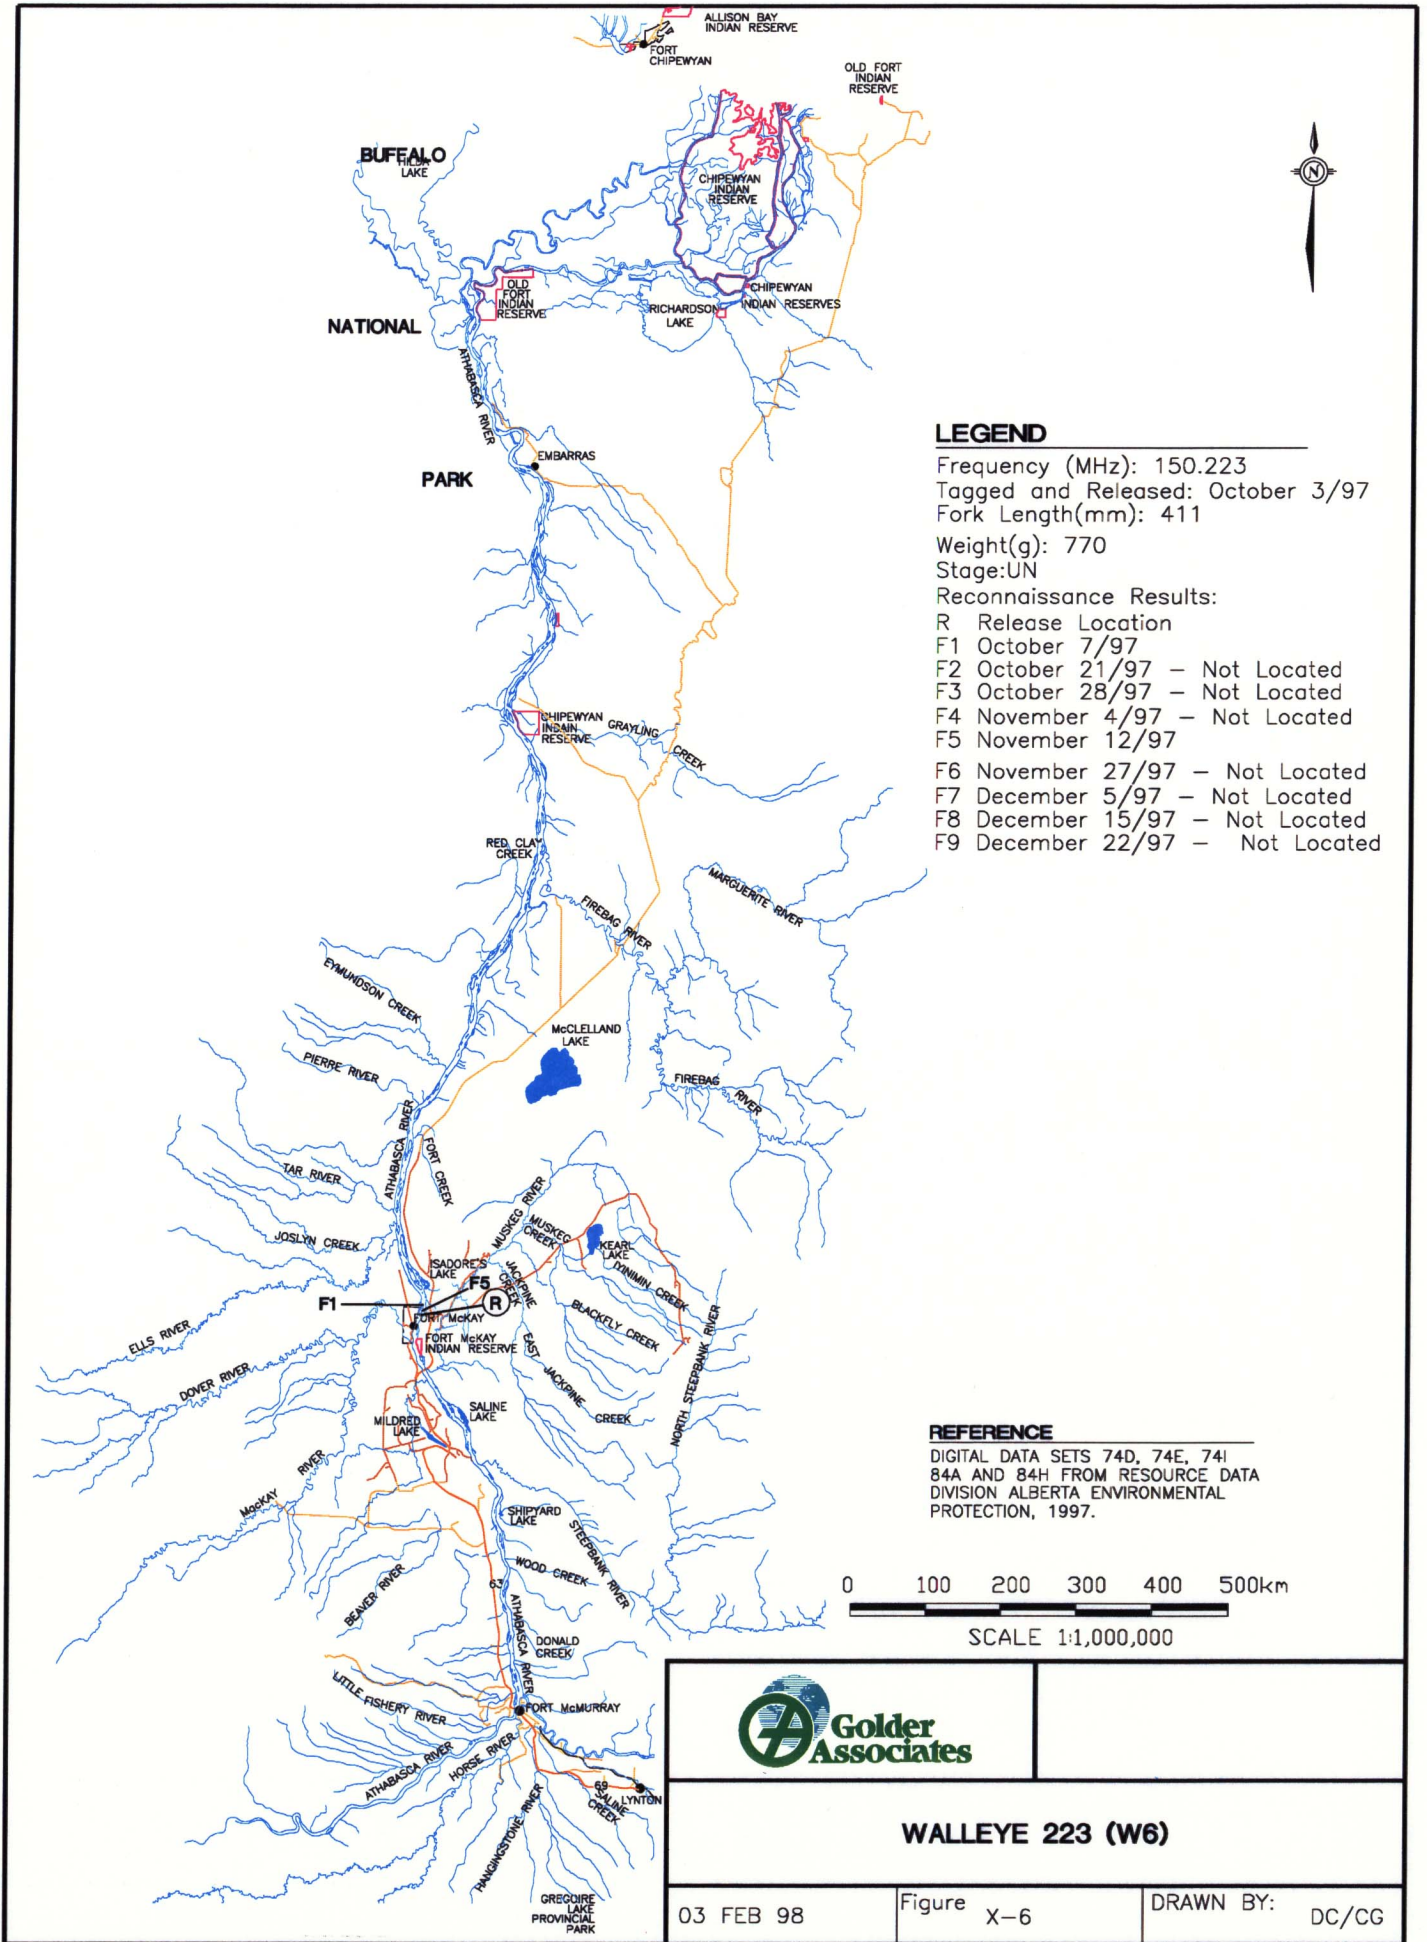 ALLISON BAY
INDIAN RESERVE
FORT
CHIPEWYAN
OLD FORT
INDIAN
RESERVE
BUFFALO
HILDA
LAKE
CHIPEWYAN
INDIAN
RESERVE
N
OLD
FORT
INDIAN
RESERVE
CHIPEWYAN
INDIAN RESERVES
RICHARDSON
LAKE
NATIONAL
ATHABASCA RIVER
EMBARRAS
PARK
LEGEND
Frequency (MHz): 150.223
Tagged and Released: October 3/97
Fork Length(mm): 411
Weight(g): 770
Stage:UN
Reconnaissance Results:
R Release Location
F1 October 7/97
F2 October 21/97 – Not Located
F3 October 28/97 – Not Located
F4 November 4/97 – Not Located
F5 November 12/97
F6 November 27/97 – Not Located
F7 December 5/97 – Not Located
F8 December 15/97 – Not Located
F9 December 22/97 – Not Located
CHIPEWYAN
INDAIN
RESERVE
GRAYLING
CREEK
RED CLAY
CREEK
MARGUERITE RIVER
FIREBAG RIVER
EYMUNDSON CREEK
McCLELLAND
LAKE
PIERRE RIVER
FIREBAG
RIVER
ATHABASCA RIVER
FORT CREEK
TAR RIVER
MUSKEG RIVER
MUSKEG
CREEK
JOSLYN CREEK
KEARL
LAKE
ISADORE'S
LAKE
JACKPINE
CREEK
IYINIMIN CREEK
F5
F1
R
BLACKFLY CREEK
FORT McKAY
FORT McKAY
INDIAN RESERVE
ELLS RIVER
EAST
JACKPINE
CREEK
DOVER RIVER
NORTH STEEPBANK RIVER
SALINE
LAKE
MILDRED
LAKE
REFERENCE
DIGITAL DATA SETS 74D, 74E, 74I
84A AND 84H FROM RESOURCE DATA
DIVISION ALBERTA ENVIRONMENTAL
PROTECTION, 1997.
MacKAY
RIVER
SHIPYARD
LAKE
STEEPBANK RIVER
WOOD CREEK
63
BEAVER RIVER
ATHABASCA RIVER
0 100 200 300 400 500km
SCALE 1:1,000,000
DONALD
CREEK
LITTLE FISHERY RIVER
FORT McMURRAY
ATHABASCA RIVER
HORSE RIVER
HANGINGSTONE RIVER
69
SALINE
CREEK
LYNTON
GREGOIRE
LAKE
PROVINCIAL
PARK
Golder
Associates
WALLEYE 223 (W6)
03 FEB 98
Figure
X–6
DRAWN BY:
DC/CG